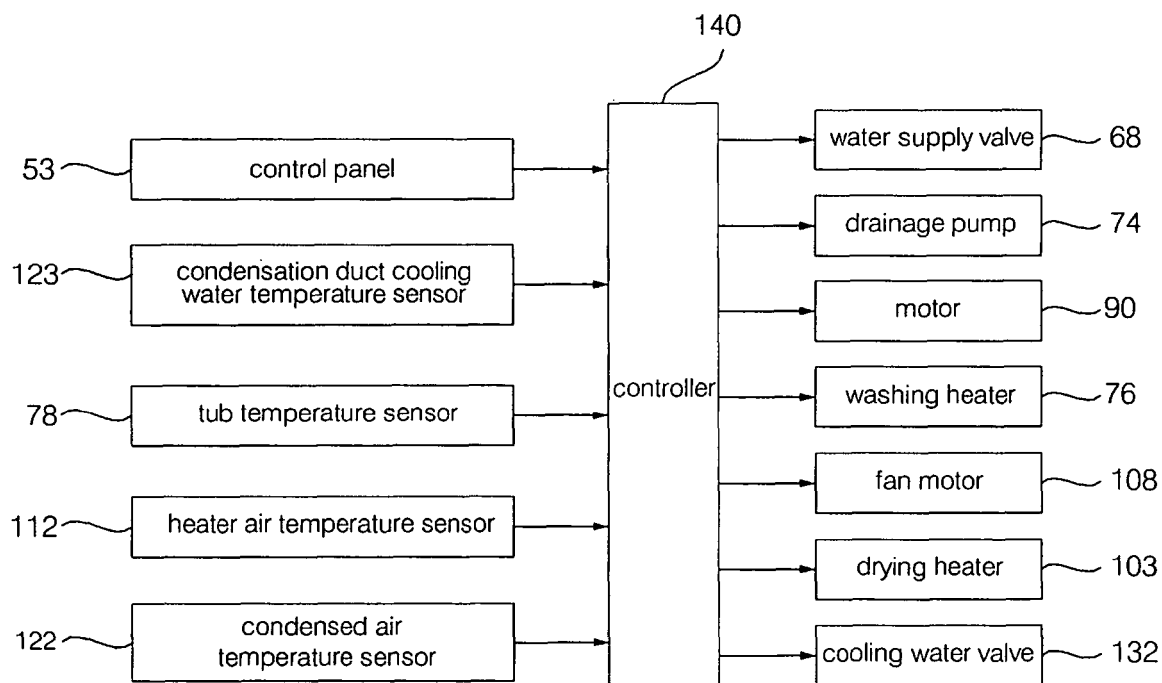 140
53
control panel
123
condensation duct cooling
water temperature sensor
78
tub temperature sensor
112
heater air temperature sensor
122
condensed air
temperature sensor
controller
water supply valve
68
drainage pump
74
motor
90
washing heater
76
fan motor
108
drying heater
103
cooling water valve
132